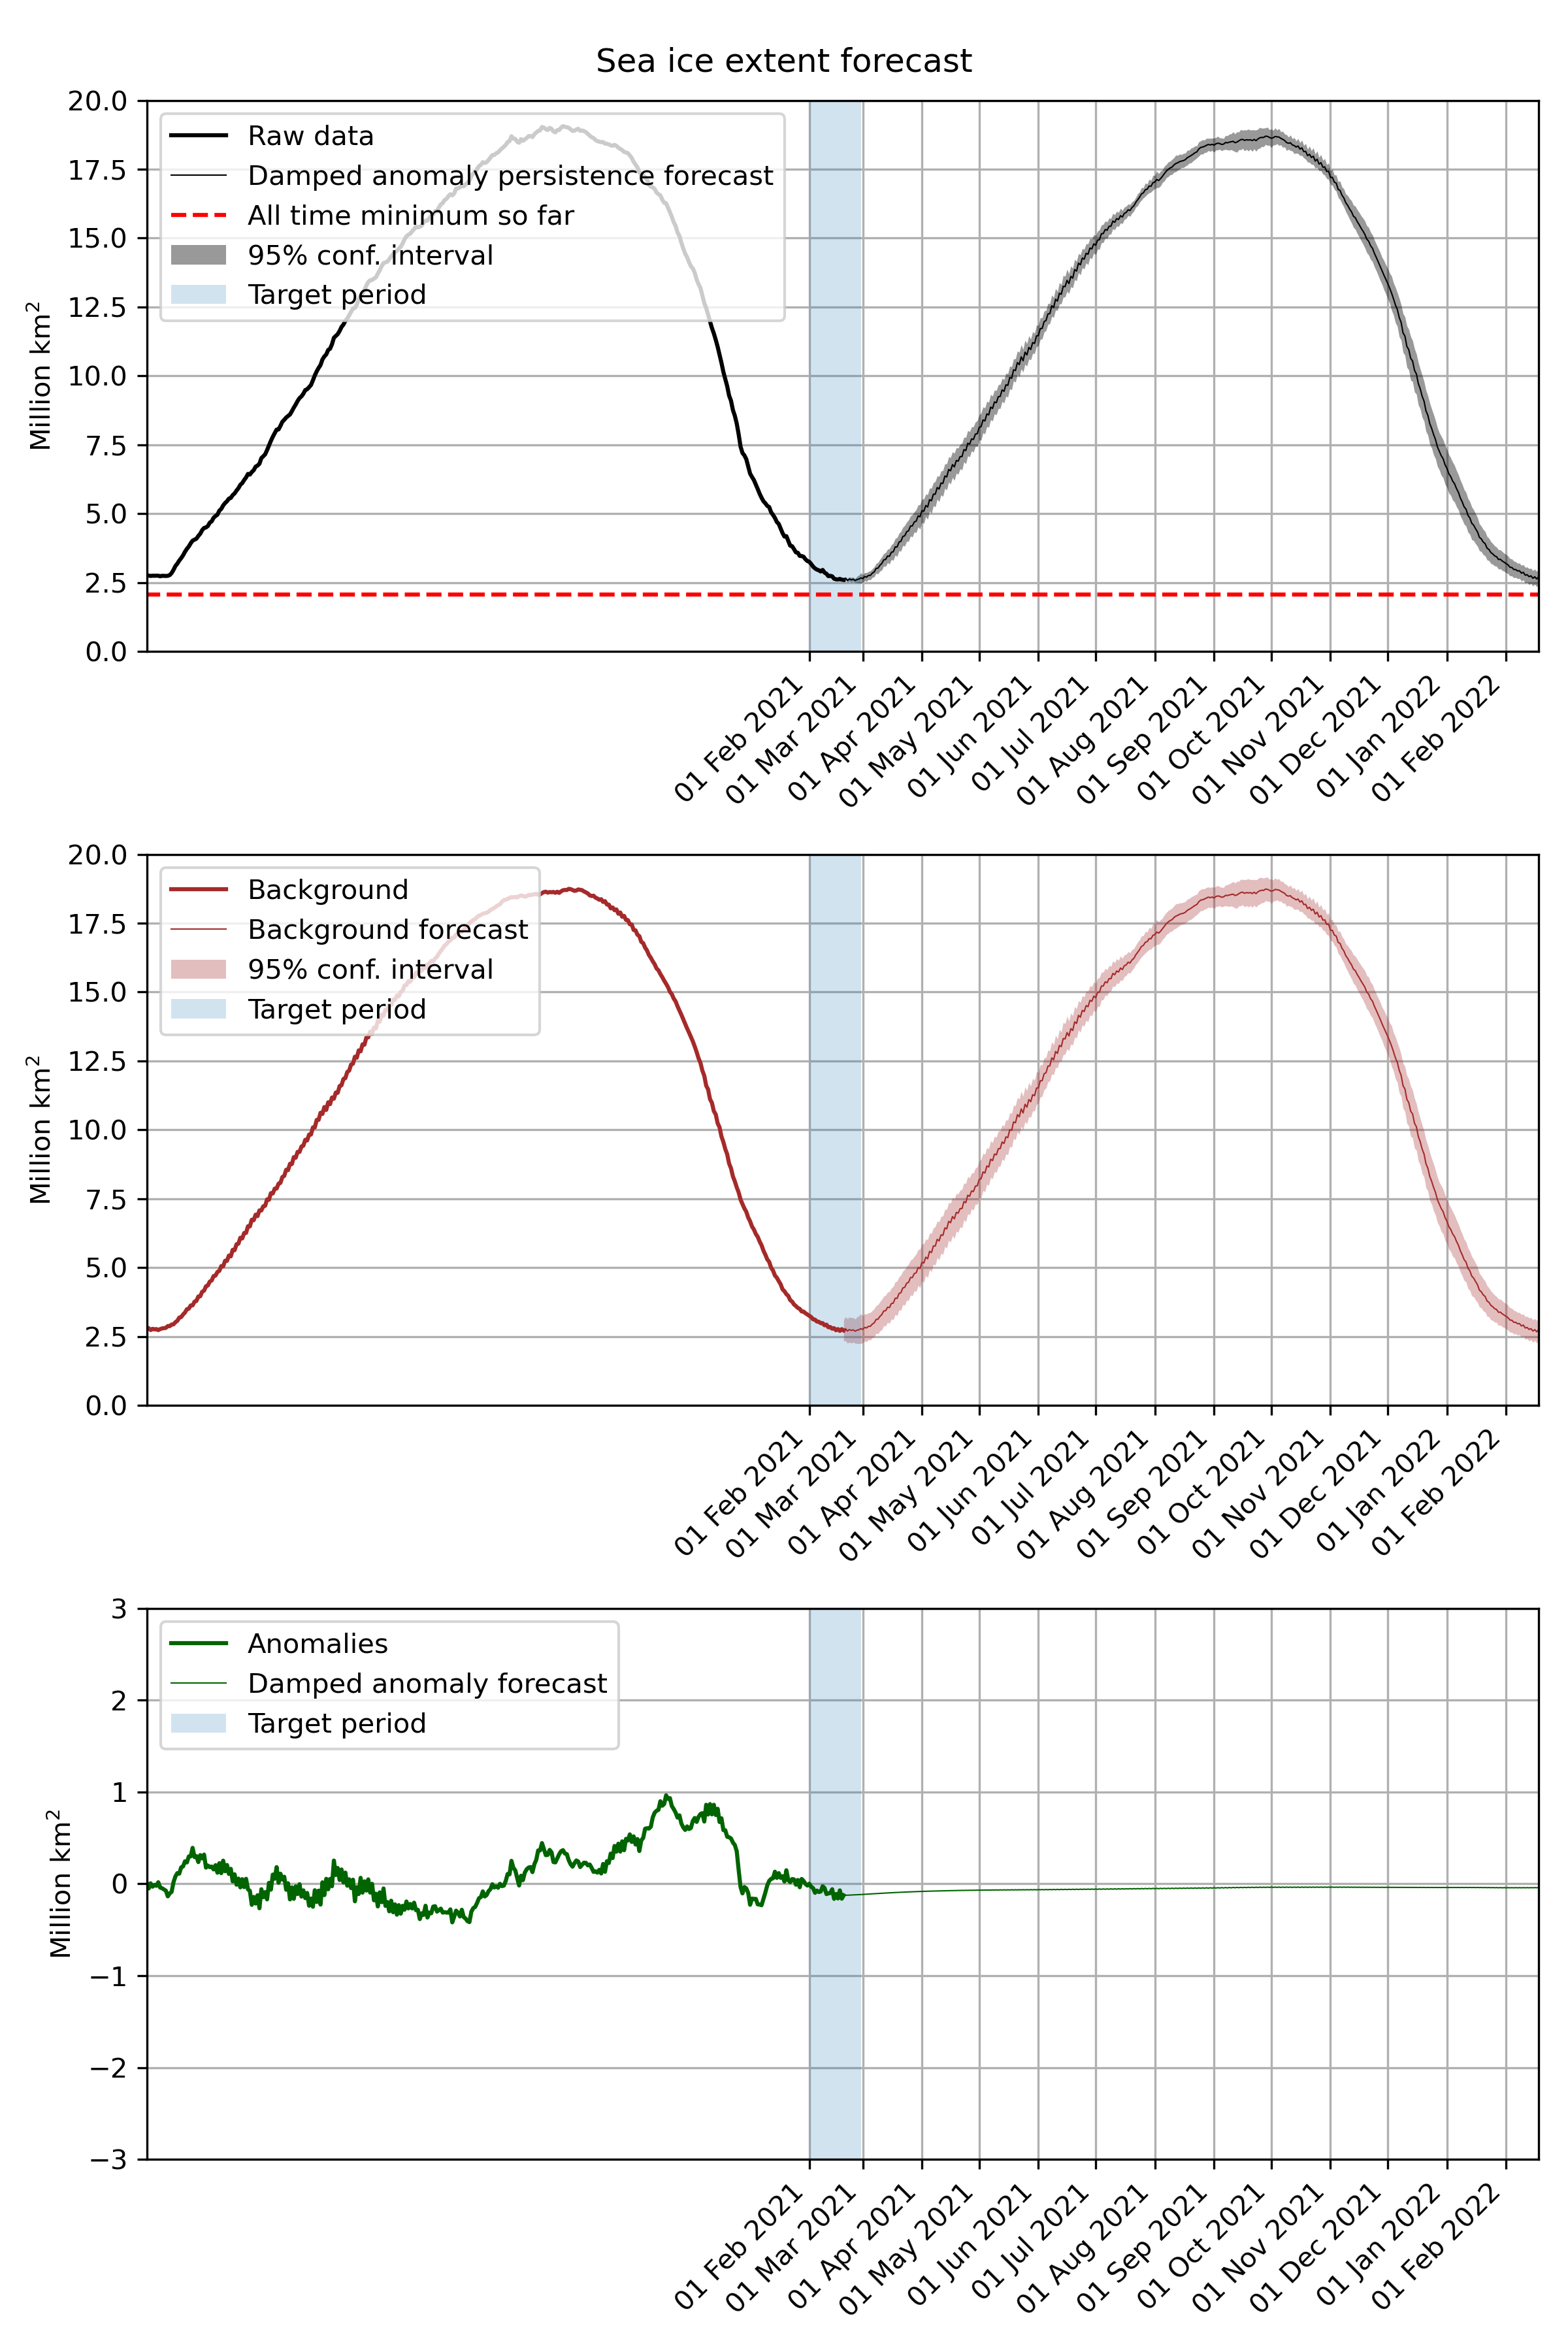 Sea ice extent forecast
20.0
17.5
15.0
12.5
10.0
7.5
5.0
2.5
0.0
Million km²
Raw data
Damped anomaly persistence forecast
All time minimum so far
95% conf. interval
Target period
01 Feb 2021
01 Mar 2021
01 Apr 2021
01 May 2021
01 Jun 2021
01 Jul 2021
01 Aug 2021
01 Sep 2021
01 Oct 2021
01 Nov 2021
01 Dec 2021
01 Jan 2022
01 Feb 2022
20.0
17.5
15.0
12.5
10.0
7.5
5.0
2.5
0.0
Million km²
Background
Background forecast
95% conf. interval
Target period
01 Feb 2021
01 Mar 2021
01 Apr 2021
01 May 2021
01 Jun 2021
01 Jul 2021
01 Aug 2021
01 Sep 2021
01 Oct 2021
01 Nov 2021
01 Dec 2021
01 Jan 2022
01 Feb 2022
3
2
1
0
−1
−2
−3
Million km²
Anomalies
Damped anomaly forecast
Target period
01 Feb 2021
01 Mar 2021
01 Apr 2021
01 May 2021
01 Jun 2021
01 Jul 2021
01 Aug 2021
01 Sep 2021
01 Oct 2021
01 Nov 2021
01 Dec 2021
01 Jan 2022
01 Feb 2022